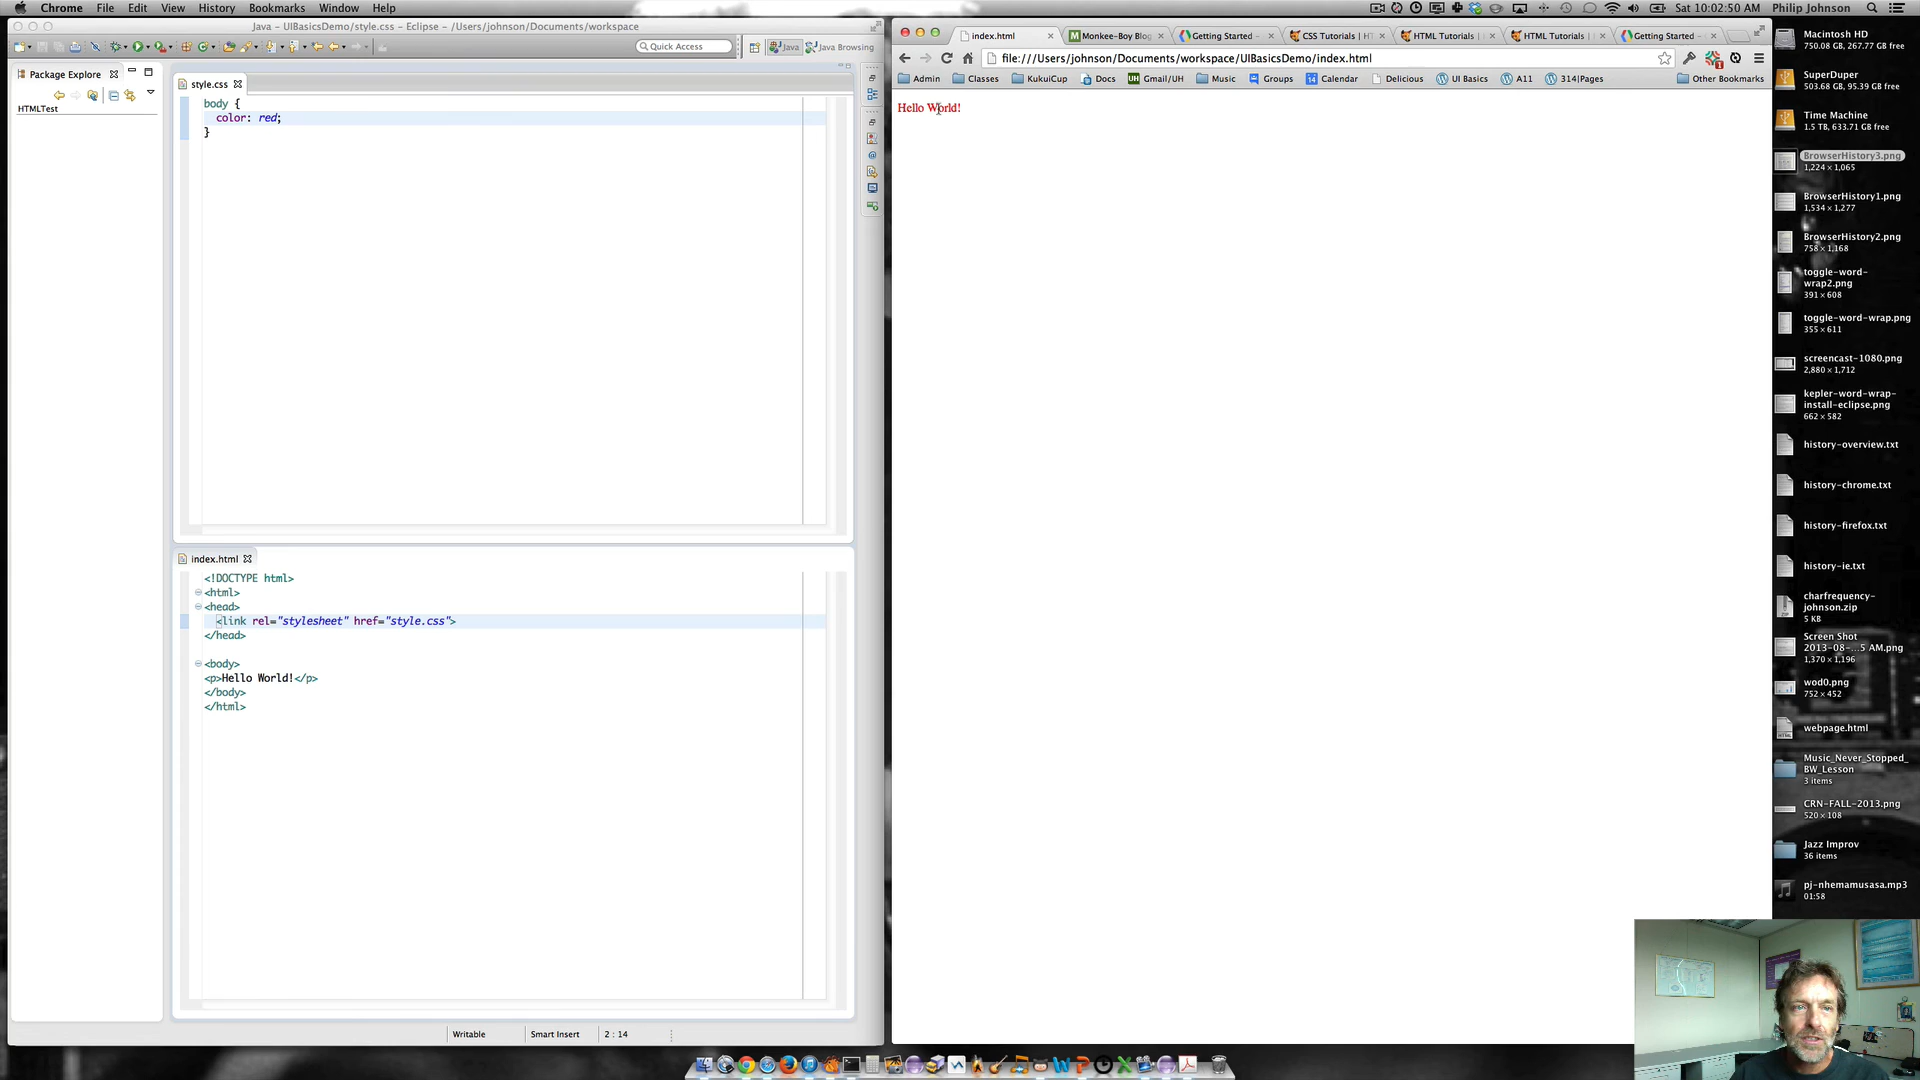 Chrome File Edit View History Bookmarks Window Help
Sat 10:02:50 AM Philip Johnson
Java – UIBasicsDemo/style.css – Eclipse – /Users/johnson/Documents/workspace
Quick Access
Java
Java Browsing
Package Explorer
HTMLTest
style.css
body {
color: red;
}
index.html
<!DOCTYPE html>
<html>
<head>
<link rel="stylesheet" href="style.css">
</head>
<body>
<p>Hello World!</p>
</body>
</html>
Writable
Smart Insert
2 : 14
index.html
Monkee-Boy Blog
Getting Started –
CSS Tutorials | HT
HTML Tutorials |
HTML Tutorials |
Getting Started –
file:///Users/johnson/Documents/workspace/UIBasicsDemo/index.html
Admin Classes KukuiCup Docs Gmail/UH Music Groups Calendar Delicious UI Basics A11 314|Pages Other Bookmarks
Hello World!
Macintosh HD
750.08 GB, 267.77 GB free
SuperDuper
503.68 GB, 95.39 GB free
Time Machine
1.5 TB, 633.71 GB free
BrowserHistory3.png
1,224 × 1,065
BrowserHistory1.png
1,534 × 1,277
BrowserHistory2.png
758 × 1,168
toggle-word-
wrap2.png
391 × 608
toggle-word-wrap.png
355 × 611
screencast-1080.png
2,880 × 1,712
kepler-word-wrap-
install-eclipse.png
662 × 582
history-overview.txt
history-chrome.txt
history-firefox.txt
history-ie.txt
charfrequency-
johnson.zip
5 KB
Screen Shot
2013-08-...5 AM.png
1,370 × 1,196
wod0.png
752 × 452
webpage.html
Music_Never_Stopped_
BW_Lesson
3 items
CRN-FALL-2013.png
520 × 108
Jazz Improv
36 items
pj-nhemamusasa.mp3
01:58